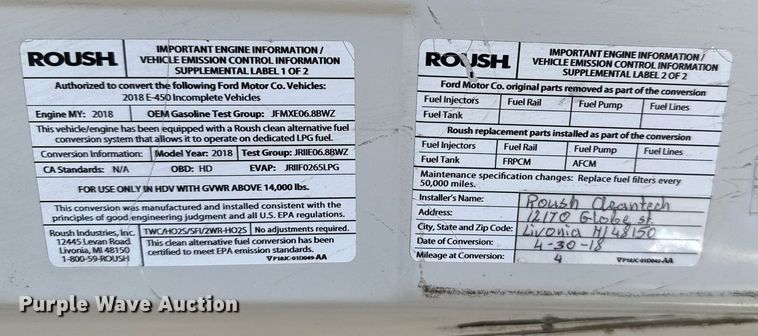 ROUSH
IMPORTANT ENGINE INFORMATION /
VEHICLE EMISSION CONTROL INFORMATION
SUPPLEMENTAL LABEL 1 OF 2
Authorized to convert the following Ford Motor Co. Vehicles:
2018 E-450 Incomplete Vehicles
Engine MY: 2018 OEM Gasoline Test Group: JFMXE06.8BWZ
This vehicle/engine has been equipped with a Roush clean alternative fuel
conversion system that allows it to operate on dedicated LPG fuel.
Conversion Information: Model Year: 2018 Test Group: JRIIE06.8BWZ
CA Standards: N/A OBD: HD EVAP: JRIIF0265LPG
FOR USE ONLY IN HDV WITH GVWR ABOVE 14,000 lbs.
This conversion was manufactured and installed consistent with the
principles of good engineering judgment and all U.S. EPA regulations.
Roush Industries, Inc.
12445 Levan Road
Livonia, MI 48150
1-800-59-ROUSH
TWC/HO2S/SFI/2WR-HO2S No adjustments required.
This clean alternative fuel conversion has been
certified to meet EPA emission standards.
P18JC-01D049-AA
ROUSH
IMPORTANT ENGINE INFORMATION/
VEHICLE EMISSION CONTROL INFORMATION
SUPPLEMENTAL LABEL 2 OF 2
Ford Motor Co. original parts removed as part of the conversion
Fuel Injectors Fuel Rail Fuel Pump Fuel Lines
Fuel Tank
Roush replacement parts installed as part of the conversion
Fuel Injectors Fuel Rail Fuel Pump Fuel Lines
Fuel Tank FRPCM AFCM
Maintenance specification changes: Replace fuel filters every
50,000 miles.
Installer's Name: Roush Cleantech
Address: 12170 Globe st
City, State and Zip Code: Livonia MI 48150
Date of Conversion: 4-30-18
Mileage at Conversion: 4
P18JC-01D049-AA
Purple Wave Auction